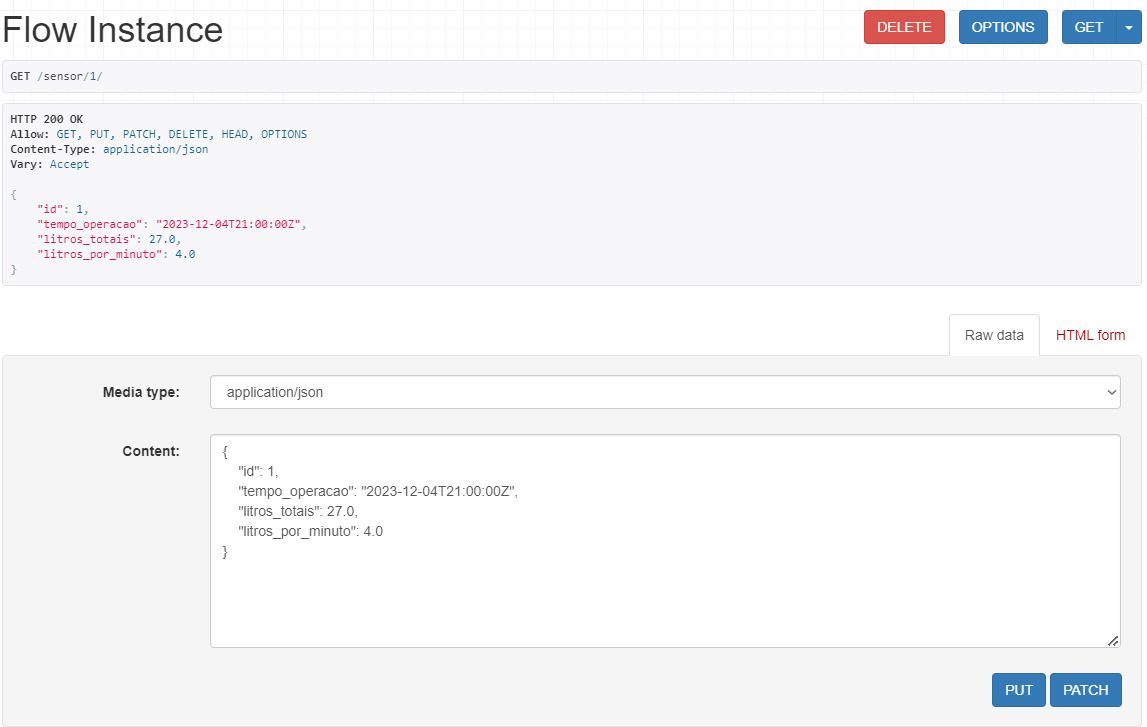 Flow Instance
DELETE
OPTIONS
GET
GET /sensor/1/
HTTP 200 OK
Allow: GET, PUT, PATCH, DELETE, HEAD, OPTIONS
Content-Type: application/json
Vary: Accept
{
"id": 1,
"tempo_operacao": "2023-12-04T21:00:00Z",
"litros_totais": 27.0,
"litros_por_minuto": 4.0
}
Raw data
HTML form
Media type:
application/json
Content:
{
"id": 1,
"tempo_operacao": "2023-12-04T21:00:00Z",
"litros_totais": 27.0,
"litros_por_minuto": 4.0
}
PUT
PATCH